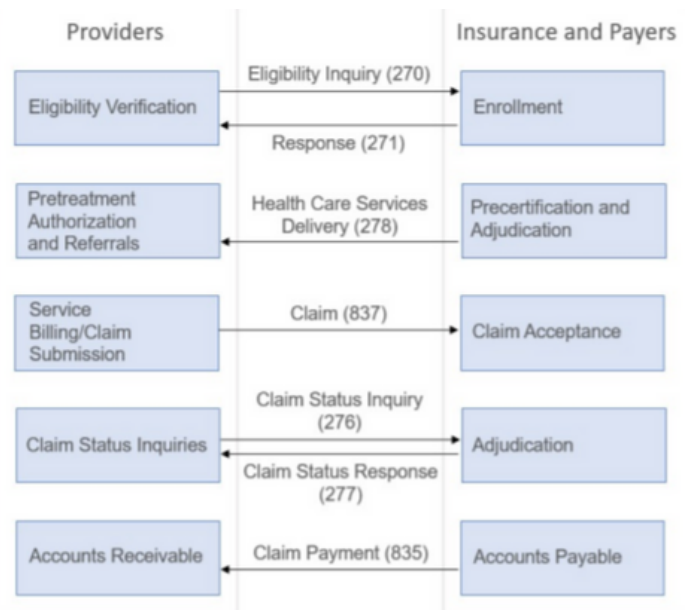 Providers
Insurance and Payers
Eligibility Verification
Eligibility Inquiry (270)
Response (271)
Enrollment
Pretreatment
Authorization
and Referrals
Health Care Services
Delivery (278)
Precertification and
Adjudication
Service
Billing/Claim
Submission
Claim (837)
Claim Acceptance
Claim Status Inquiries
Claim Status Inquiry
(276)
Claim Status Response
(277)
Adjudication
Accounts Receivable
Claim Payment (835)
Accounts Payable